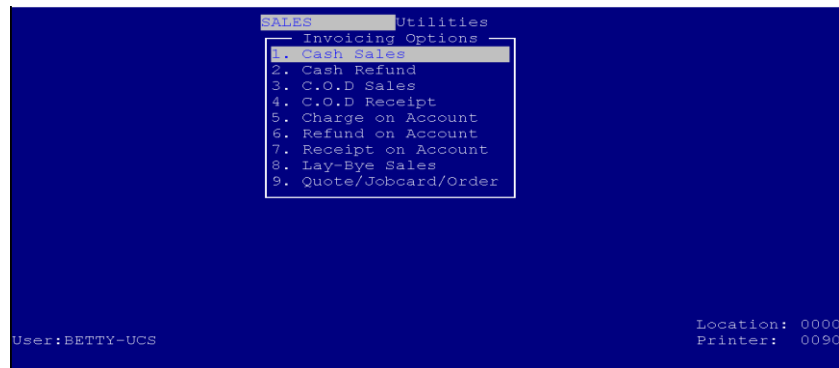 SALES Utilities
Invoicing Options
1. Cash Sales
2. Cash Refund
3. C.O.D Sales
4. C.O.D Receipt
5. Charge on Account
6. Refund on Account
7. Receipt on Account
8. Lay-Bye Sales
9. Quote/Jobcard/Order
Location: 0000
User:BETTY-UCS Printer: 0090